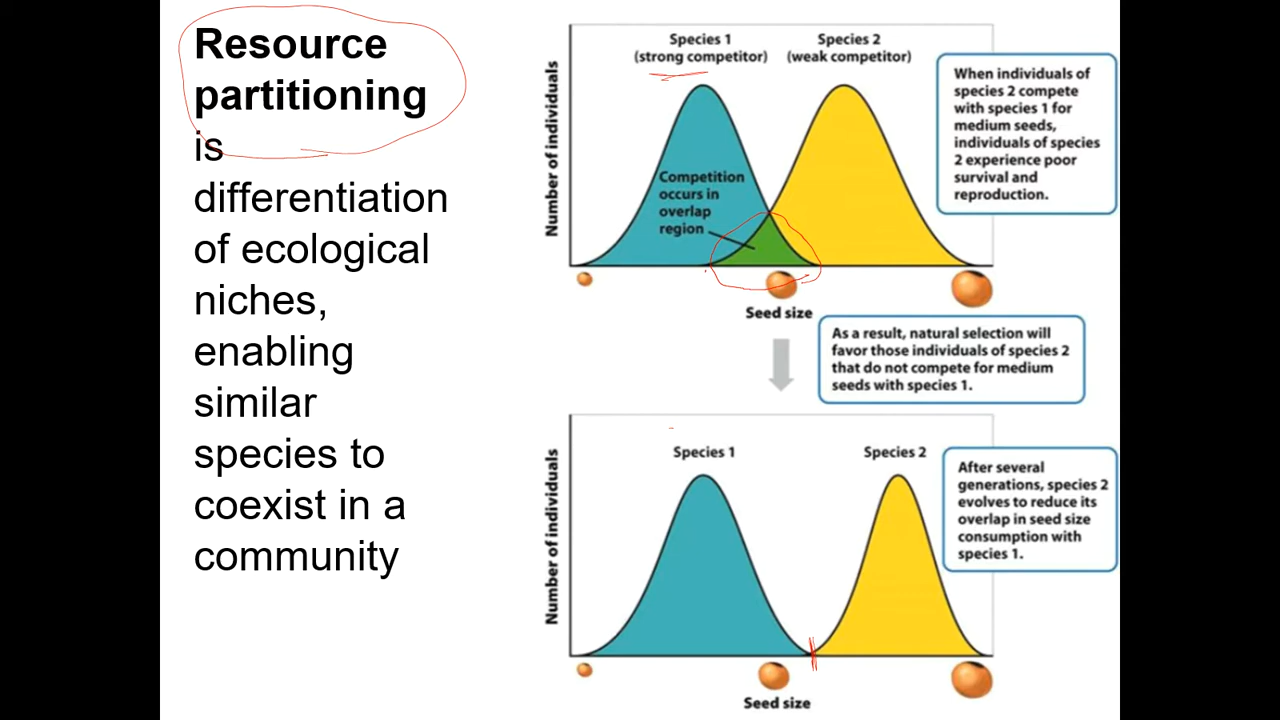 Resource
partitioning
is
differentiation
of ecological
niches,
enabling
similar
species to
coexist in a
community
Number of individuals
Species 1
(strong competitor)
Species 2
(weak competitor)
Competition
occurs in
overlap
region
Seed size
When individuals of
species 2 compete
with species 1 for
medium seeds,
individuals of species
2 experience poor
survival and
reproduction.
As a result, natural selection will
favor those individuals of species 2
that do not compete for medium
seeds with species 1.
Number of individuals
Species 1
Species 2
Seed size
After several
generations, species 2
evolves to reduce its
overlap in seed size
consumption with
species 1.